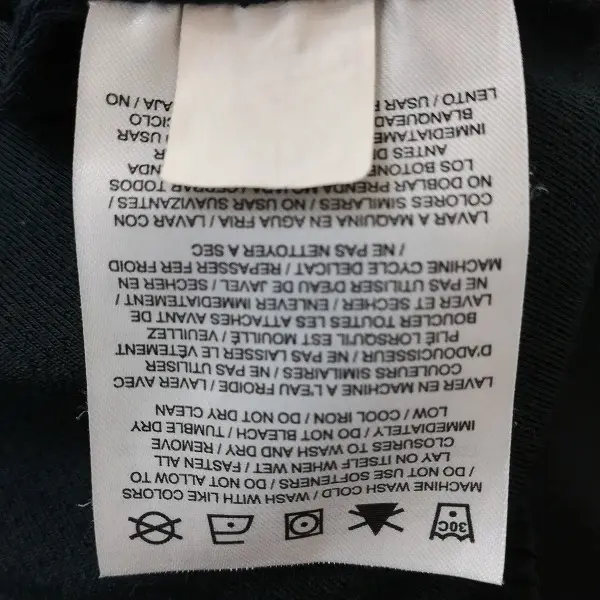 30C
MACHINE WASH COLD / WASH WITH LIKE COLORS
/ DO NOT USE SOFTENERS / DO NOT ALLOW TO
LAY ON ITSELF WHEN WET / FASTEN ALL
CLOSURES TO WASH AND DRY / REMOVE
IMMEDIATELY / DO NOT BLEACH / TUMBLE DRY
LOW / COOL IRON / DO NOT DRY CLEAN
LAVER EN MACHINE A L'EAU FROIDE / LAVER AVEC
COULEURS SIMILAIRES / NE PAS UTILISER
D'ADOUCISSEUR / NE PAS LAISSER LE VÊTEMENT
PLIÉ LORSQU'IL EST MOUILLÉ / VEUILLEZ
BOUCLER TOUTES LES ATTACHES AVANT DE
LAVER ET SECHER / ENLEVER IMMEDIATEMENT /
NE PAS UTILISER D'EAU DE JAVEL / SECHER EN
MACHINE CYCLE DELICAT / REPASSER FER FROID
/ NE PAS NETTOYER A SEC
LAVAR A MAQUINA EN AGUA FRIA / LAVAR CON
COLORES SIMILARES / NO USAR SUAVIZANTES /
NO DOBLAR PRENDA / CERRAR TODOS
LOS
ANTES
USAR
CICLO
LENTO / USAR / NO